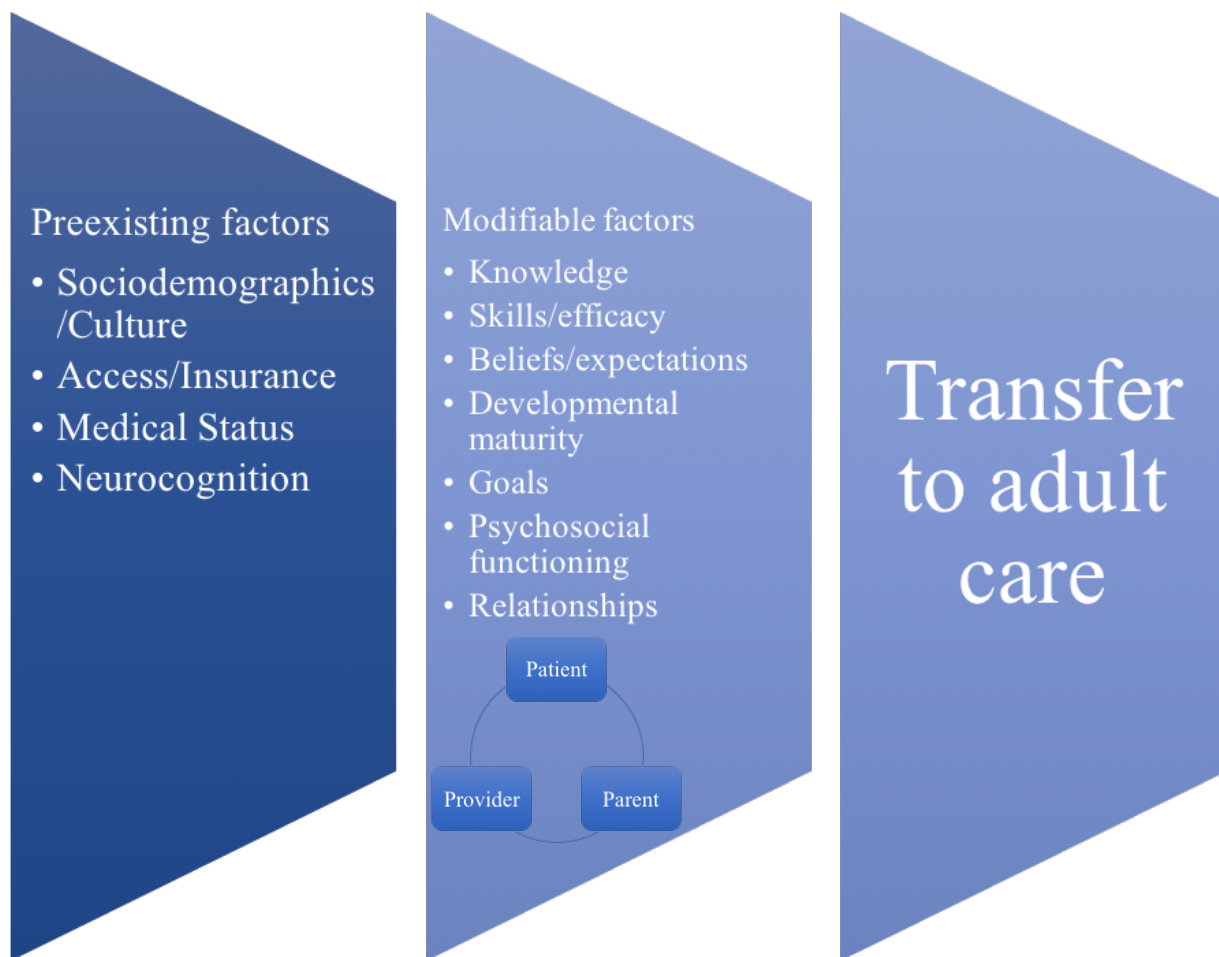 Preexisting factors
• Sociodemographics
/Culture
• Access/Insurance
• Medical Status
• Neurocognition
Modifiable factors
• Knowledge
• Skills/efficacy
• Beliefs/expectations
• Developmental
maturity
• Goals
• Psychosocial
functioning
• Relationships
Patient
Provider
Parent
Transfer
to adult
care